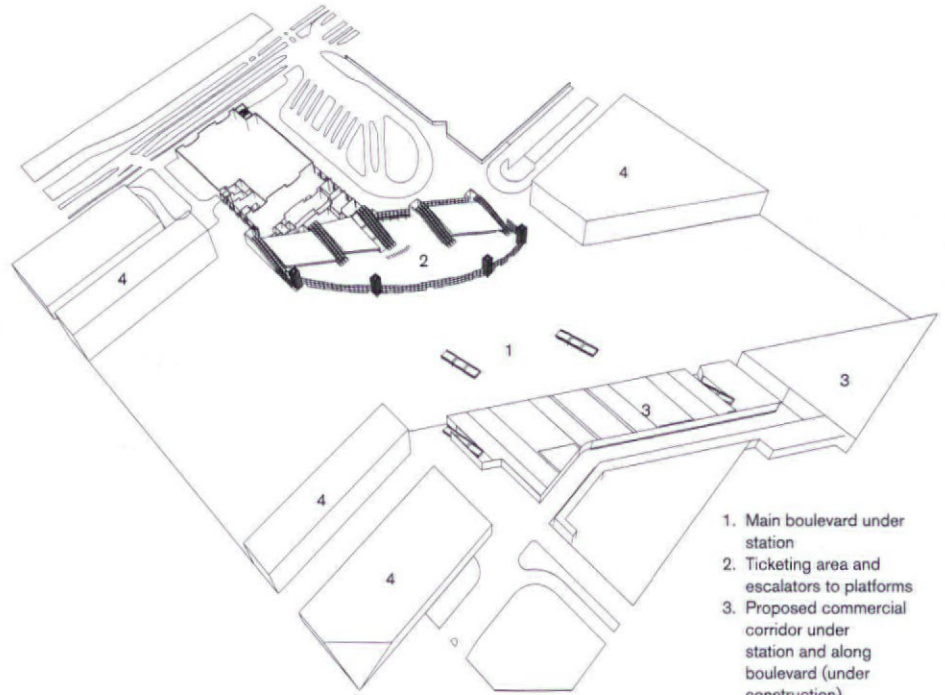 4
4
2
1
3
3
4
4
1. Main boulevard under
station
2. Ticketing area and
escalators to platforms
3. Proposed commercial
corridor under
station and along
boulevard (under
construction)